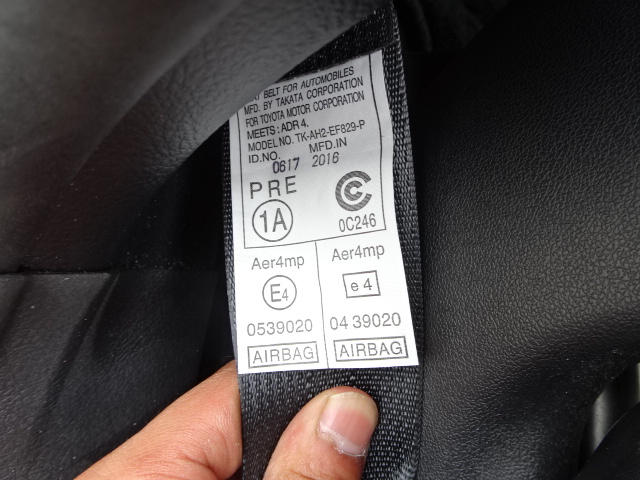 BELT FOR AUTOMOBILES
MFD. BY TAKATA CORPORATION
FOR TOYOTA MOTOR CORPORATION
MEETS: ADR 4.
MODEL NO. TK-AH2-EF829-P
ID.NO. MFD.IN
0617 2016
PRE
1A
0C246
Aer4mp Aer4mp
E4 e 4
0539020 04 39020
AIRBAG AIRBAG